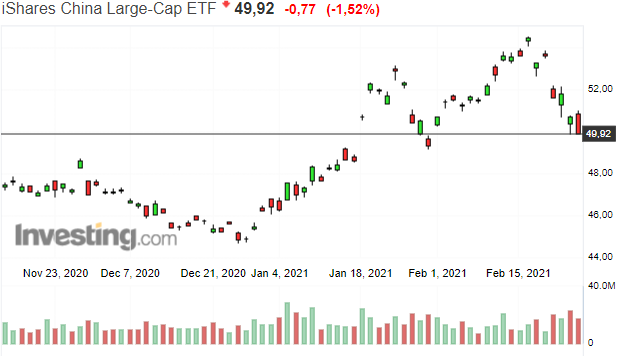 iShares China Large-Cap ETF 49,92 -0,77 (-1,52%)
52.00
49,92
48.00
46.00
44.00
Investing.com
Nov 23, 2020 Dec 7, 2020 Dec 21, 2020 Jan 4, 2021 Jan 18, 2021 Feb 1, 2021 Feb 15, 2021
40.0M
0